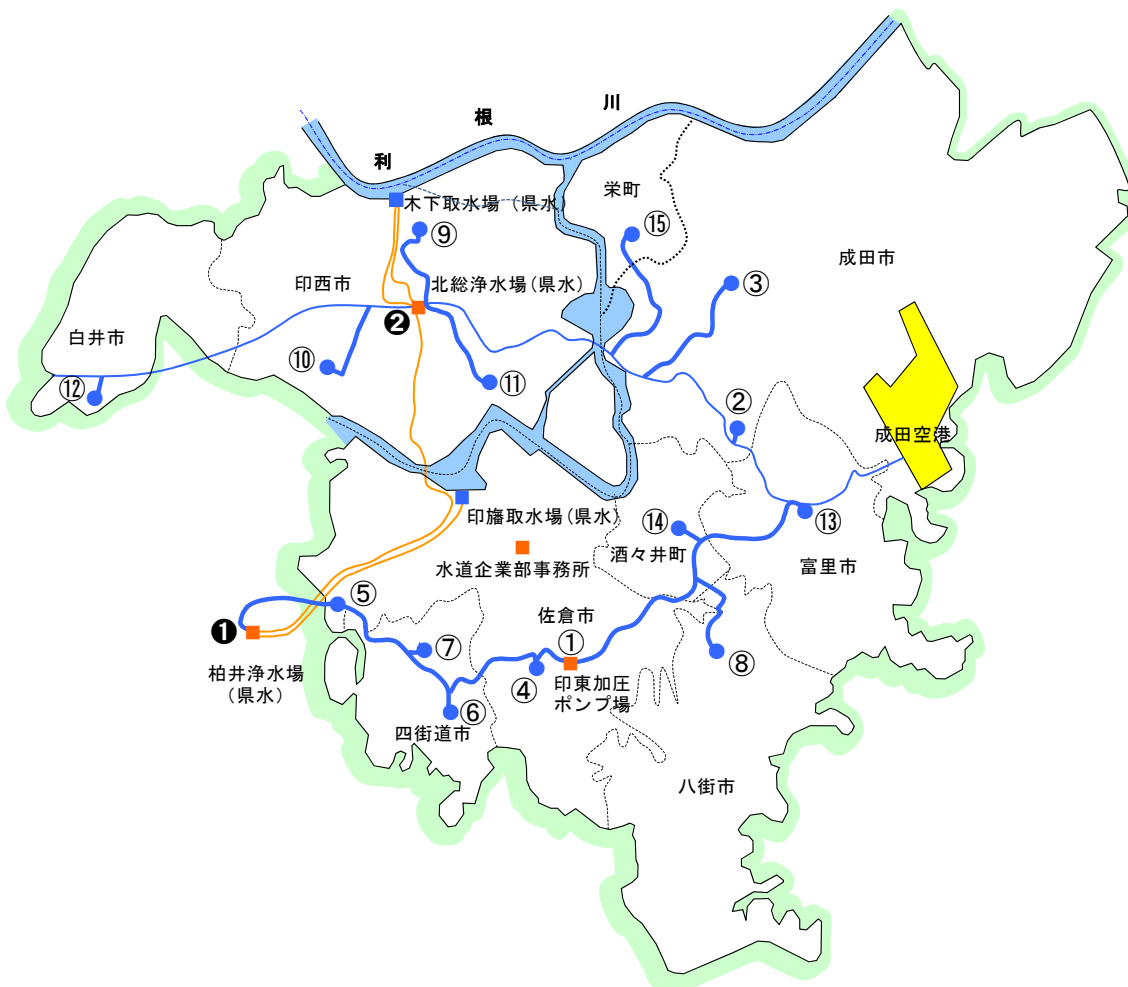 利
根
川
木下取水場（県水）
栄町
⑨
⑮
成田市
印西市
北総浄水場（県水）
③
❷
白井市
⑩
⑪
⑫
②
成田空港
印旛取水場（県水）
⑭
⑬
水道企業部事務所
酒々井町
富里市
⑤
佐倉市
❶
⑦
①
⑧
柏井浄水場
（県水）
④
印東加圧
ポンプ場
⑥
四街道市
八街市